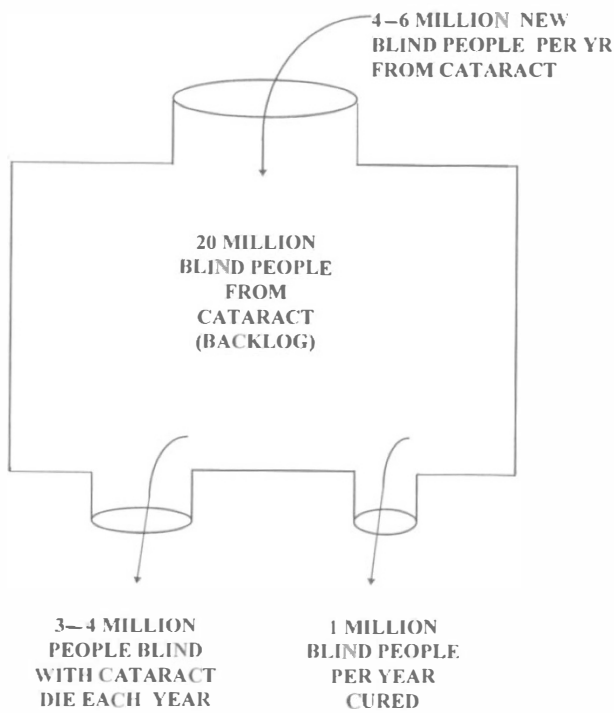 4–6 MILLION NEW
BLIND PEOPLE PER YR
FROM CATARACT
20 MILLION
BLIND PEOPLE
FROM
CATARACT
(BACKLOG)
3–4 MILLION
PEOPLE BLIND
WITH CATARACT
DIE EACH YEAR
1 MILLION
BLIND PEOPLE
PER YEAR
CURED